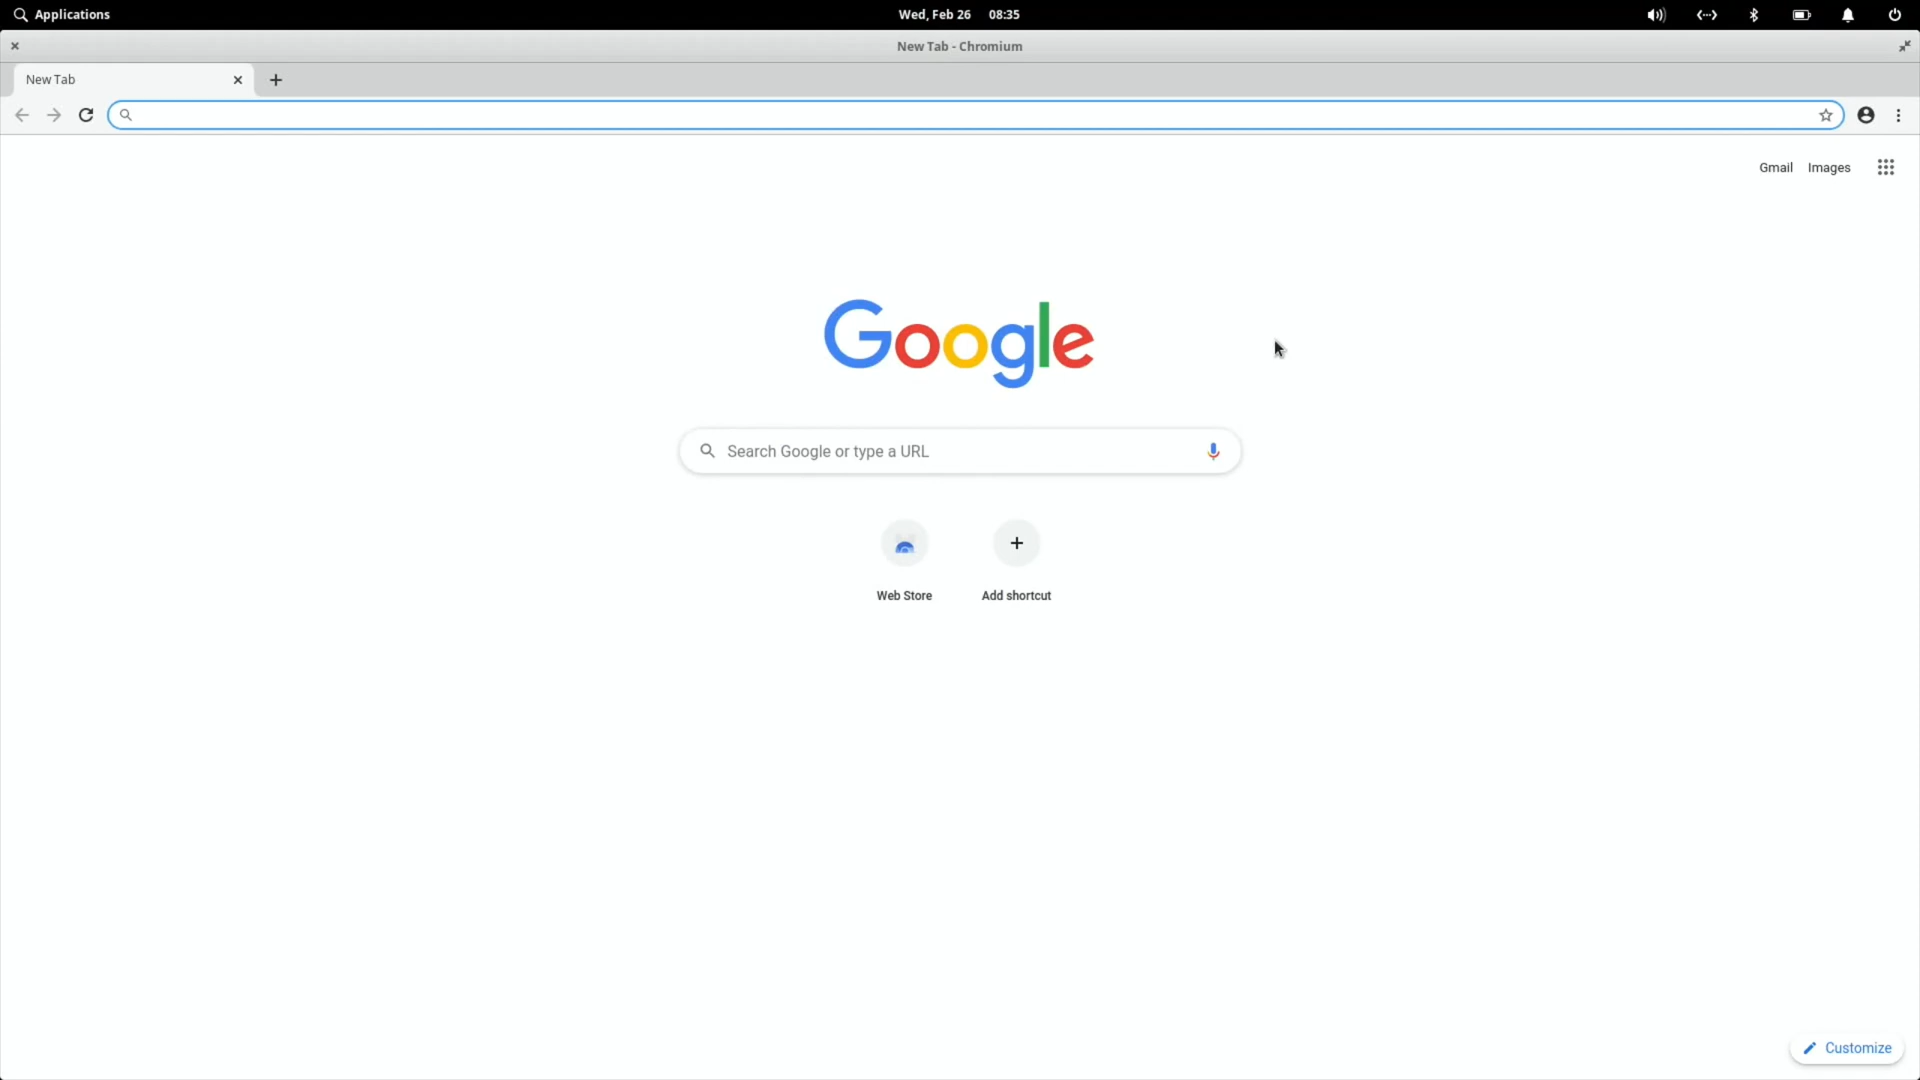 Applications
Wed, Feb 26 08:35
New Tab - Chromium
New Tab
Gmail Images
Google
Search Google or type a URL
Web Store Add shortcut
Customize